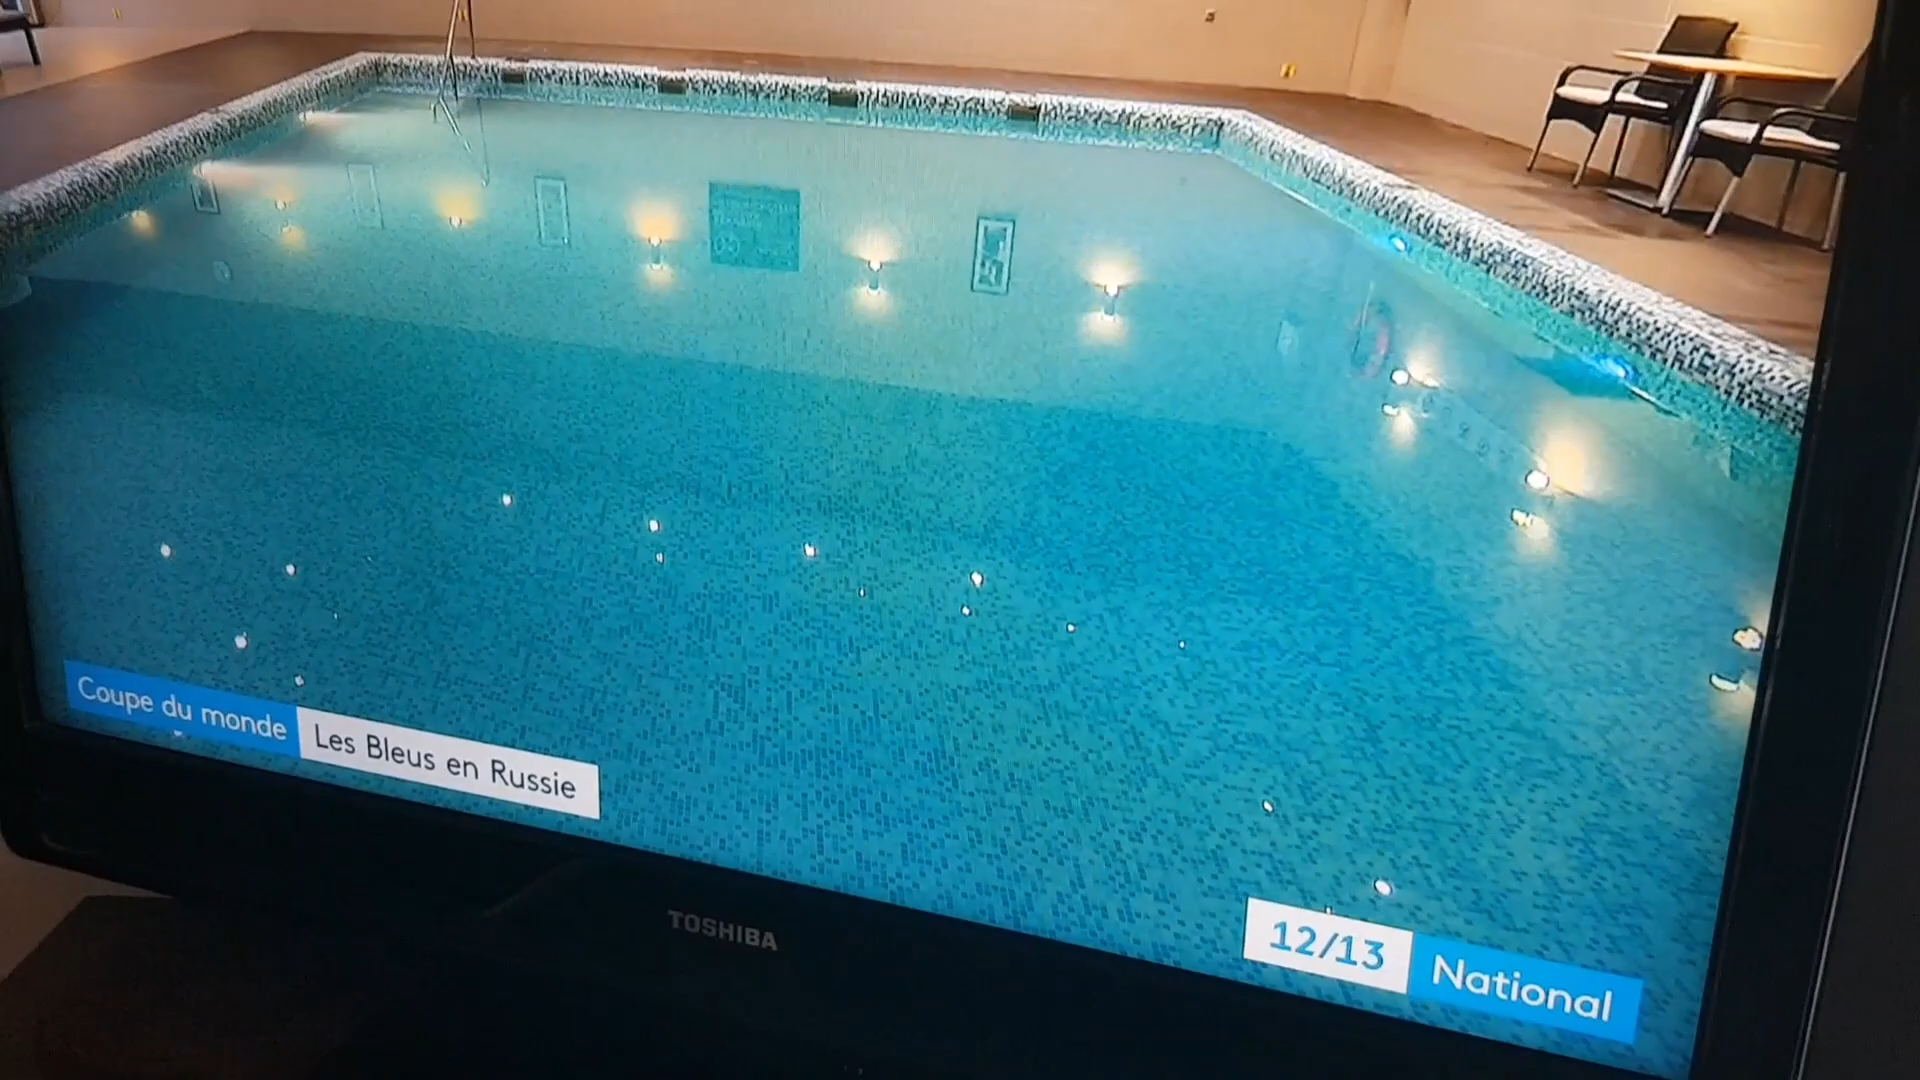 Coupe du monde
Les Bleus en Russie
TOSHIBA
12/13
National